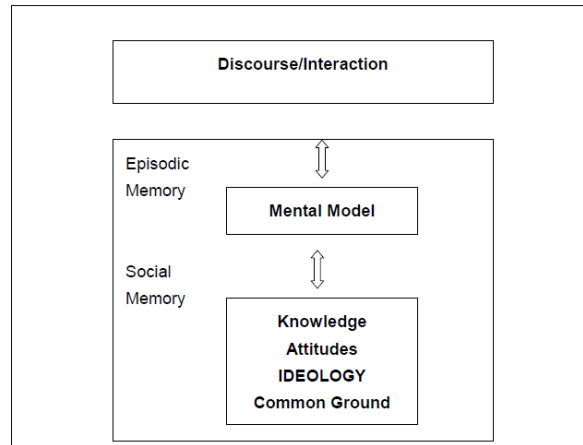 Discourse/Interaction
Episodic
Memory
Mental Model
Social
Memory
Knowledge
Attitudes
IDEOLOGY
Common Ground